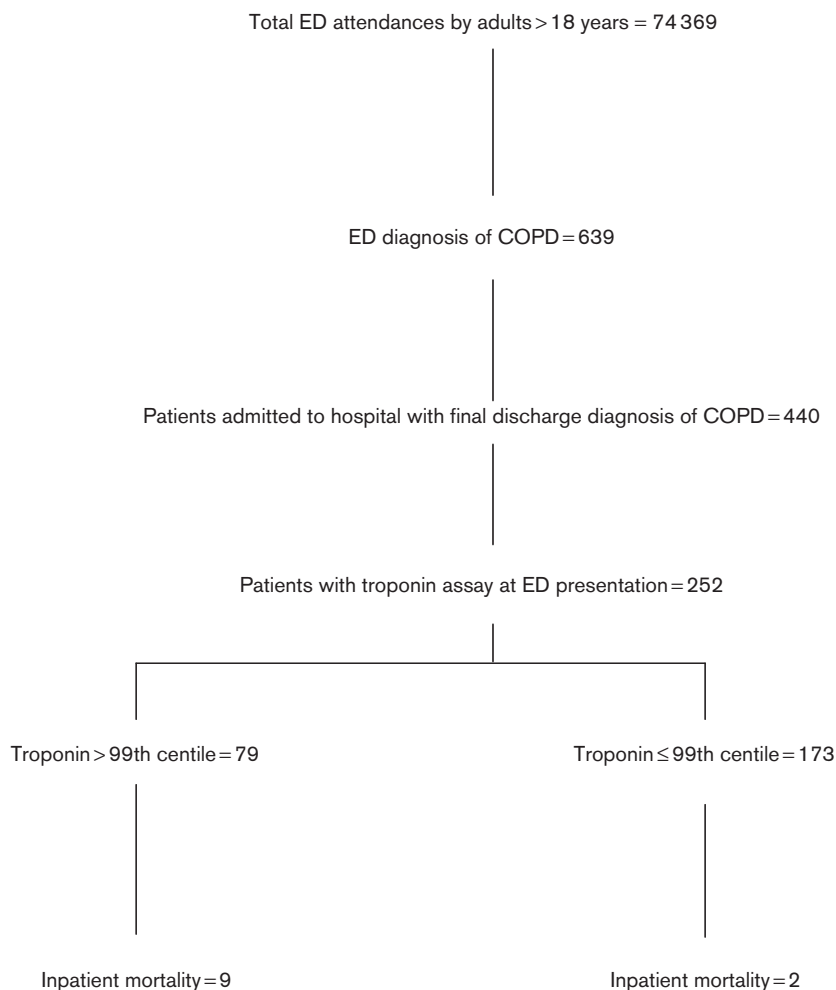 Total ED attendances by adults > 18 years = 74 369
ED diagnosis of COPD = 639
Patients admitted to hospital with final discharge diagnosis of COPD = 440
Patients with troponin assay at ED presentation = 252
Troponin > 99th centile = 79
Troponin ≤ 99th centile = 173
Inpatient mortality = 9
Inpatient mortality = 2